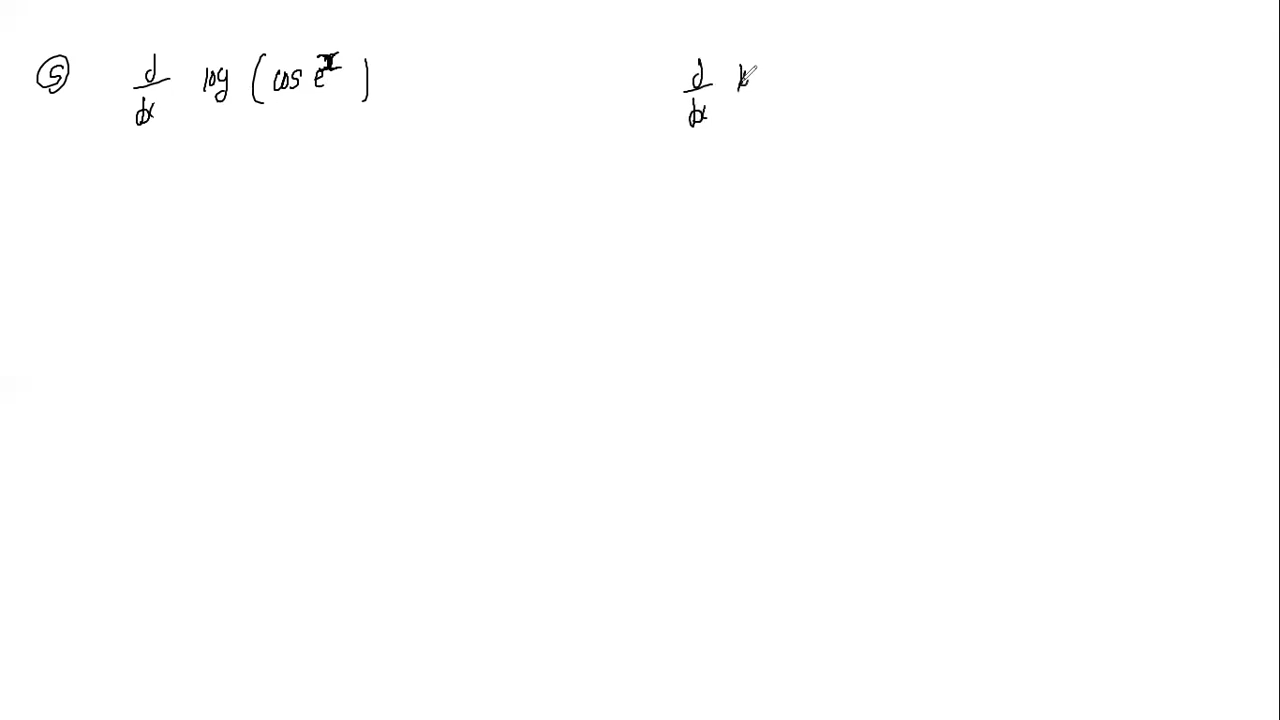 ⑤ d/dx log (cos e^x)
d/dx